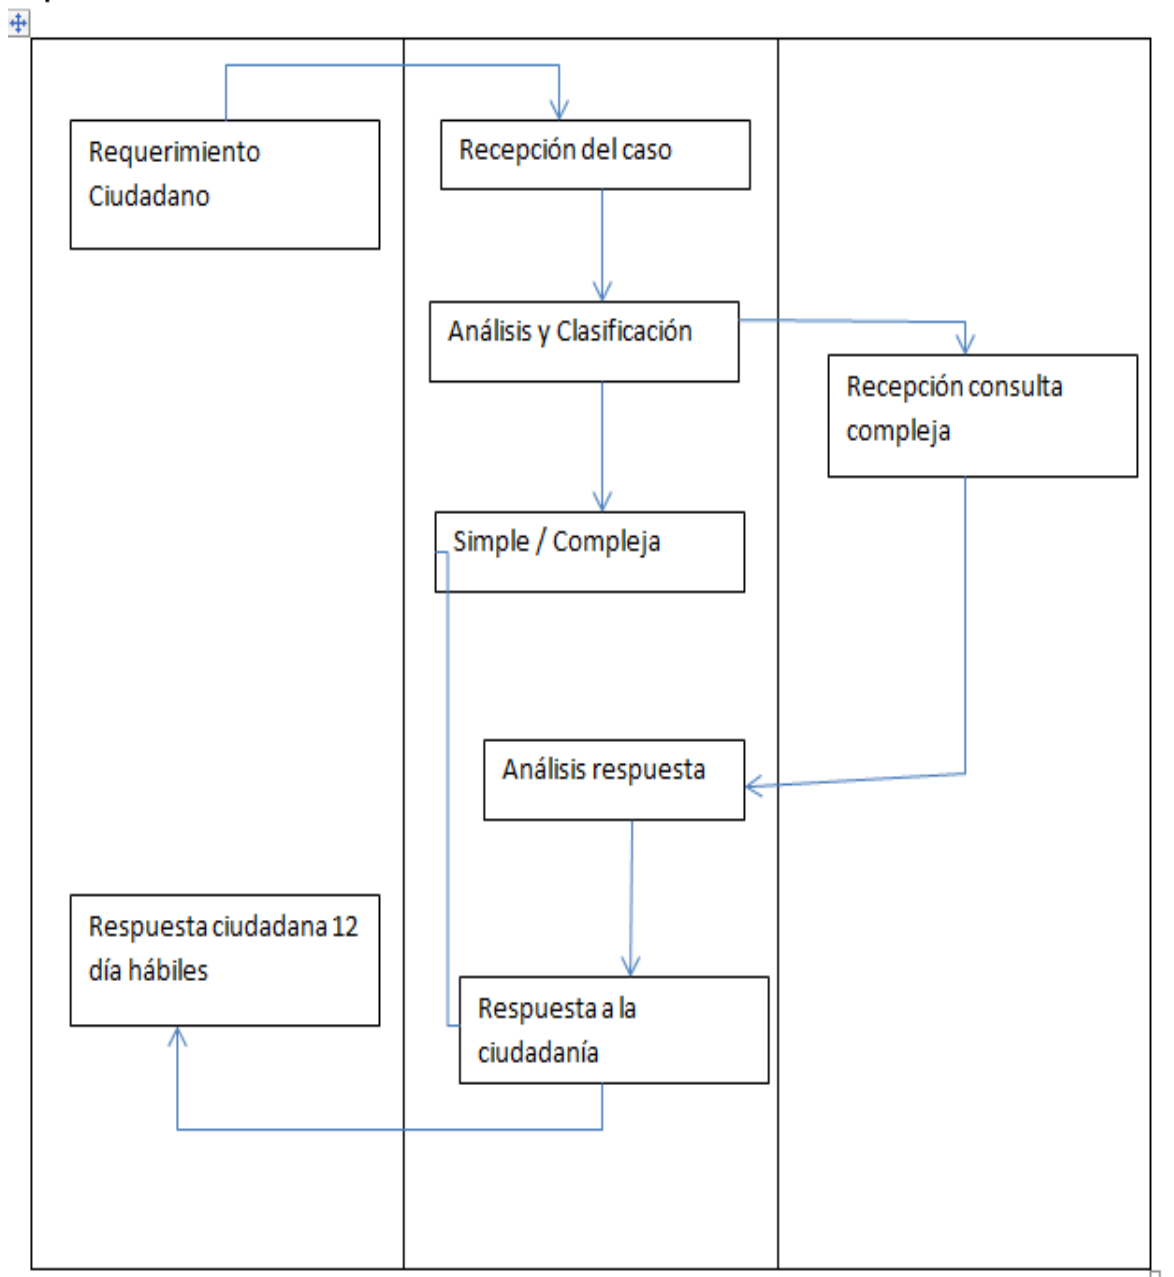 Requerimiento
Ciudadano
Recepción del caso
Análisis y Clasificación
Recepción consulta
compleja
Simple / Compleja
Análisis respuesta
Respuesta ciudadana 12
día hábiles
Respuesta a la
ciudadanía